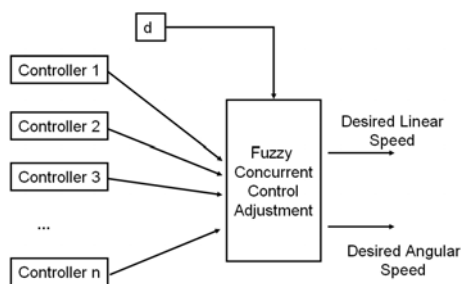 d
Controller 1
Controller 2
Controller 3
...
Controller n
Fuzzy
Concurrent
Control
Adjustment
Desired Linear
Speed
Desired Angular
Speed